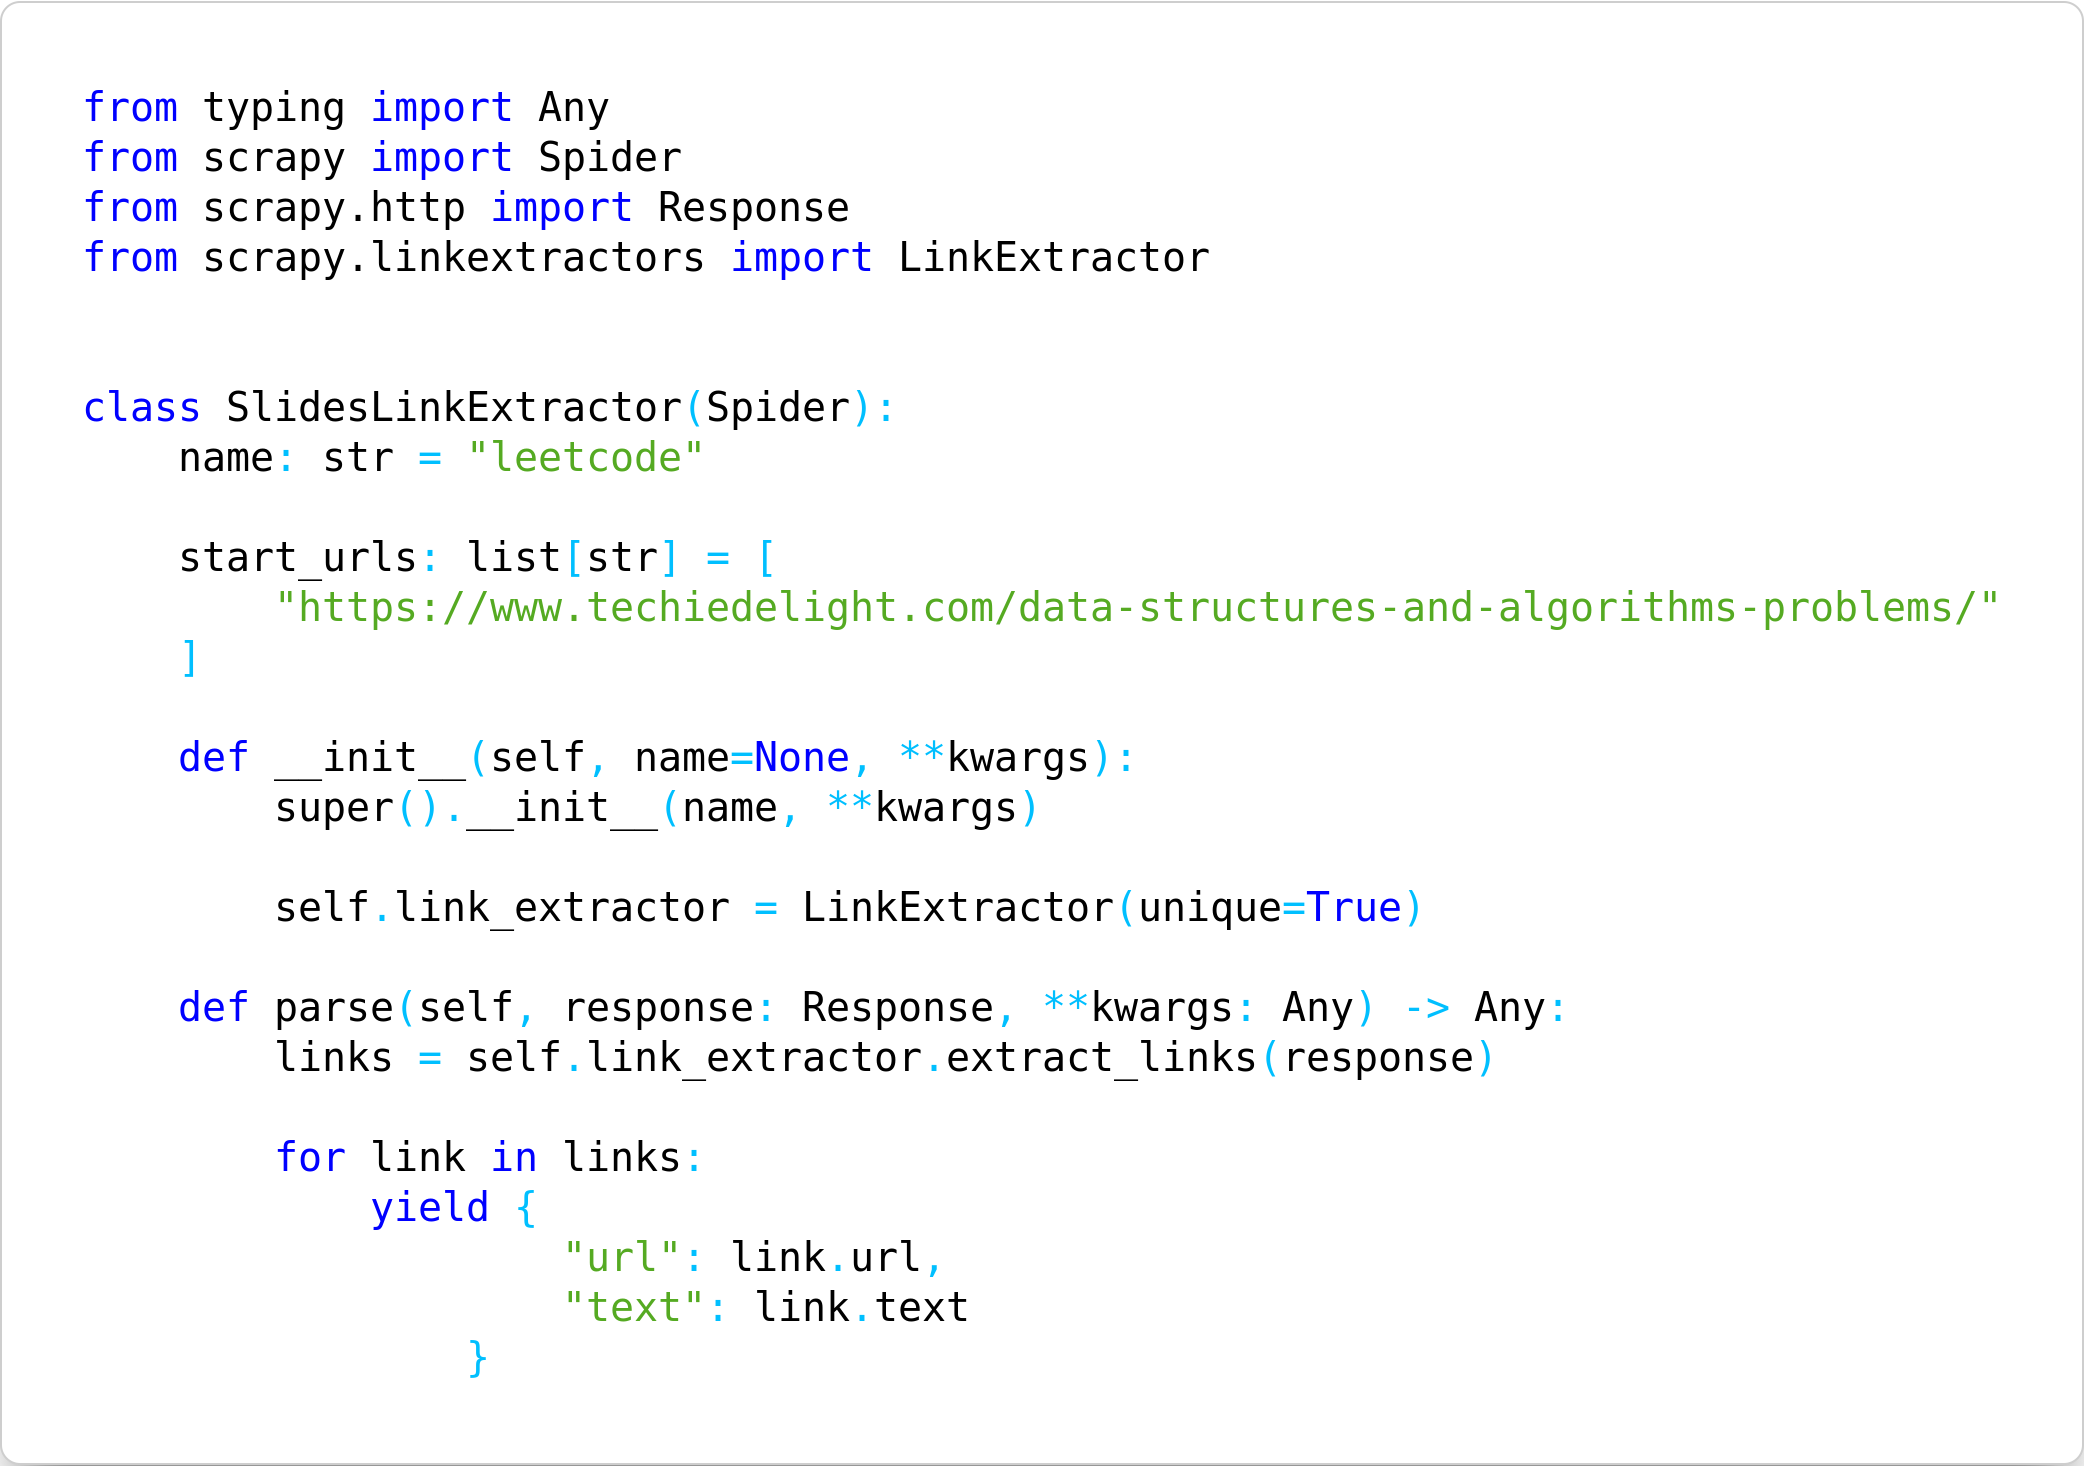 from typing import Any
from scrapy import Spider
from scrapy.http import Response
from scrapy.linkextractors import LinkExtractor


class SlidesLinkExtractor(Spider):
    name: str = "leetcode"

    start_urls: list[str] = [
        "https://www.techiedelight.com/data-structures-and-algorithms-problems/"
    ]

    def __init__(self, name=None, **kwargs):
        super().__init__(name, **kwargs)

        self.link_extractor = LinkExtractor(unique=True)

    def parse(self, response: Response, **kwargs: Any) -> Any:
        links = self.link_extractor.extract_links(response)

        for link in links:
            yield {
                    "url": link.url,
                    "text": link.text
                }